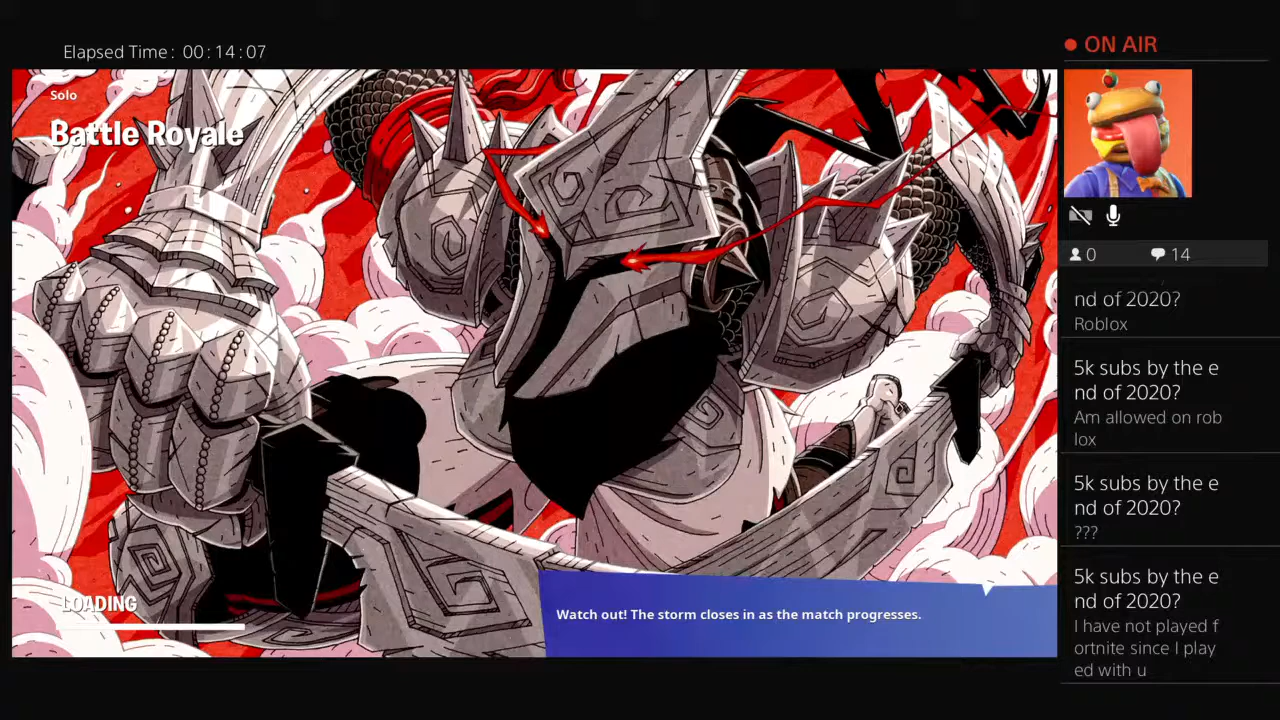 Elapsed Time: 00:14:07
ON AIR
Solo
Battle Royale
0
14
nd of 2020?
Roblox
5k subs by the e
nd of 2020?
Am allowed on rob
lox
5k subs by the e
nd of 2020?
???
5k subs by the e
nd of 2020?
I have not played f
ortnite since I play
ed with u
LOADING
Watch out! The storm closes in as the match progresses.